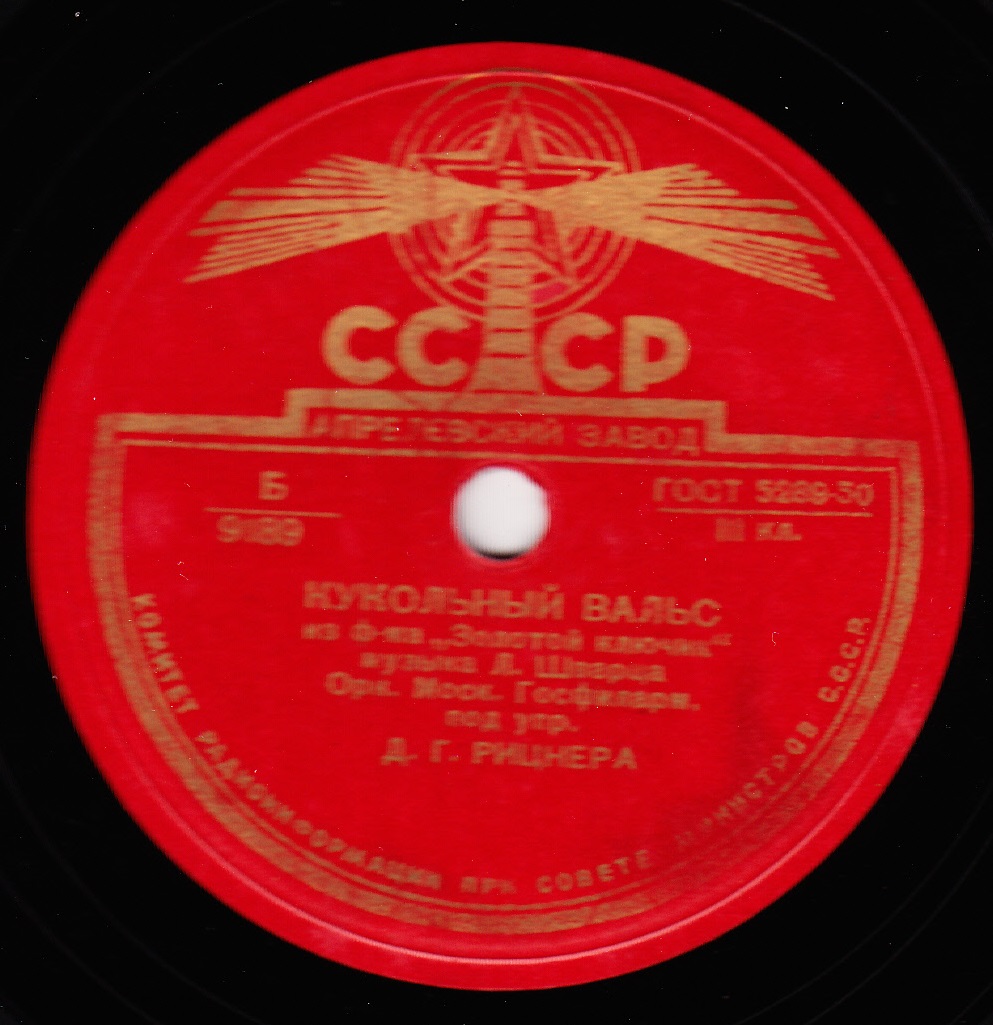 СССР
АПРЕЛЕВСКИЙ ЗАВОД
Б
9189
ГОСТ 5289-50
III кл.
КУКОЛЬНЫЙ ВАЛЬС
из ф-ма „Золотой ключик“
музыка Л. Шварца
Орк. Моск. Госфиларм.
под упр.
Д. Г. РИЦНЕРА
КОМИТЕТ РАДИОИНФОРМАЦИИ ПРИ СОВЕТЕ МИНИСТРОВ С.С.С.Р.